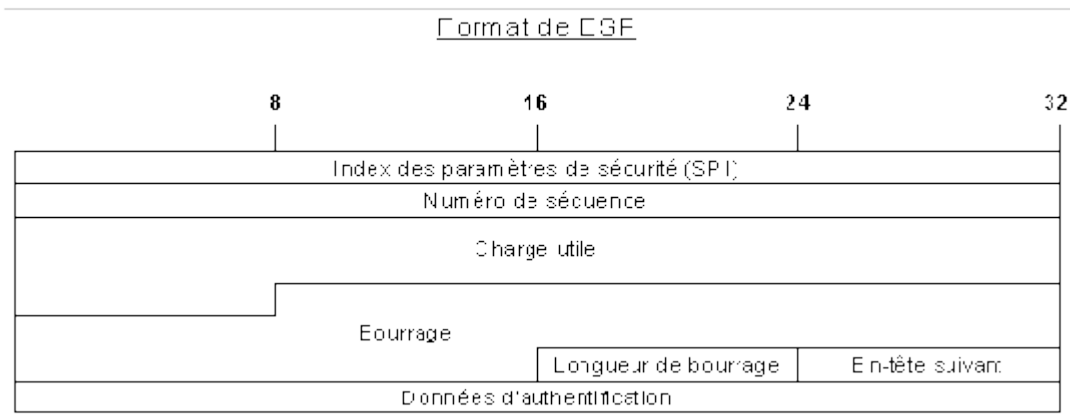 Format de ESP
8 16 24 32
Index des paramètres de sécurité (SPI)
Numéro de séquence
Charge utile
Bourrage
Longueur de bourrage En-tête suivant
Données d'authentification